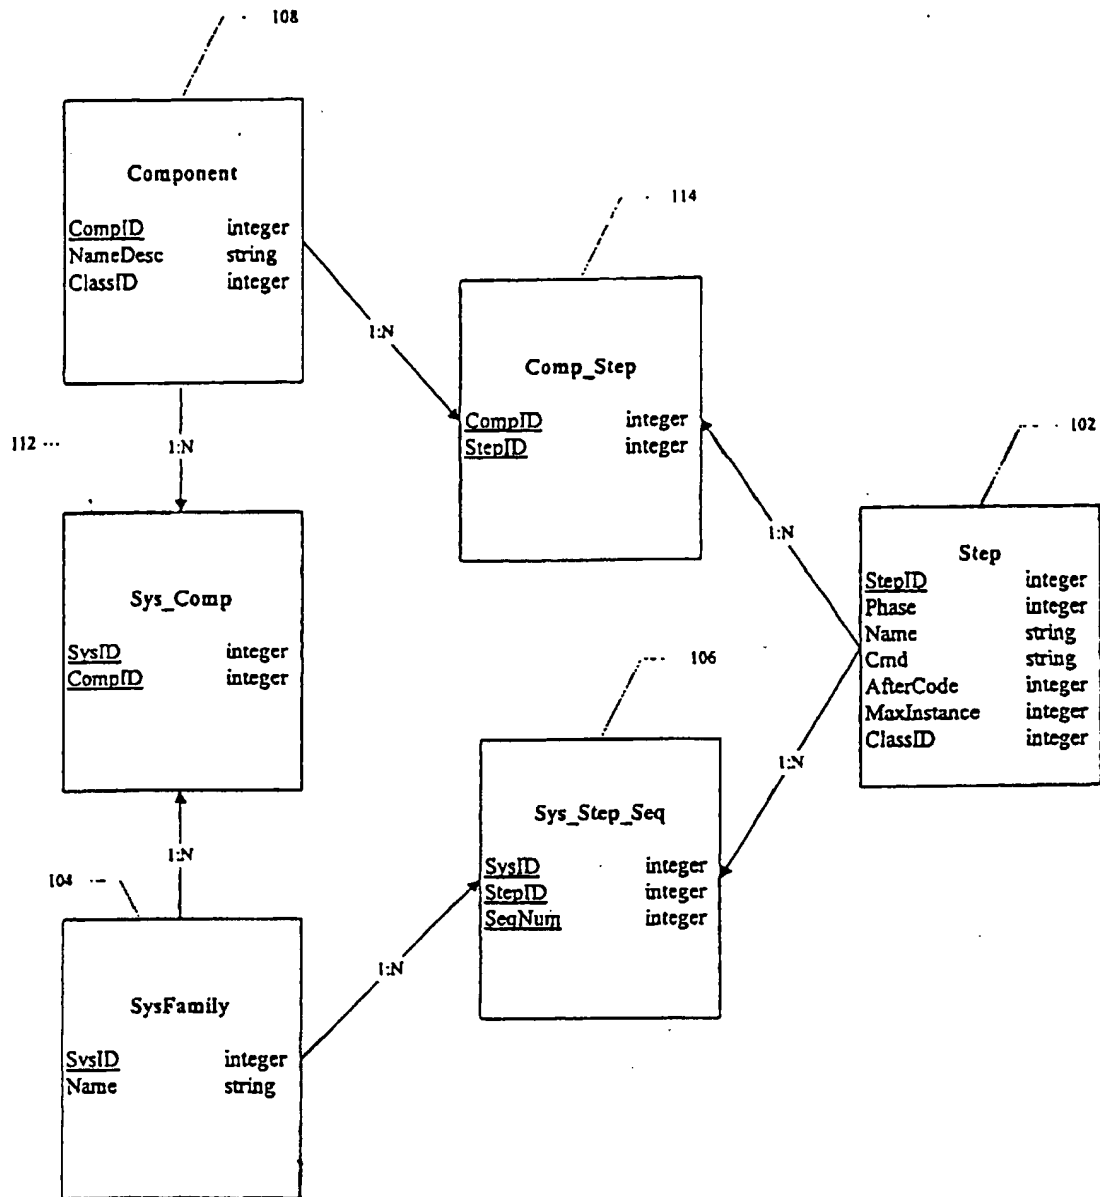 108
Component
CompID integer
NameDesc string
ClassID integer
114
1:N
Comp_Step
CompID integer
StepID integer
112
1:N
102
Step
StepID integer
Phase integer
Name string
Cmd string
AfterCode integer
MaxInstance integer
ClassID integer
1:N
Sys_Comp
SysID integer
CompID integer
106
1:N
Sys_Step_Seq
SysID integer
StepID integer
SeqNum integer
1:N
104
1:N
SysFamily
SysID integer
Name string